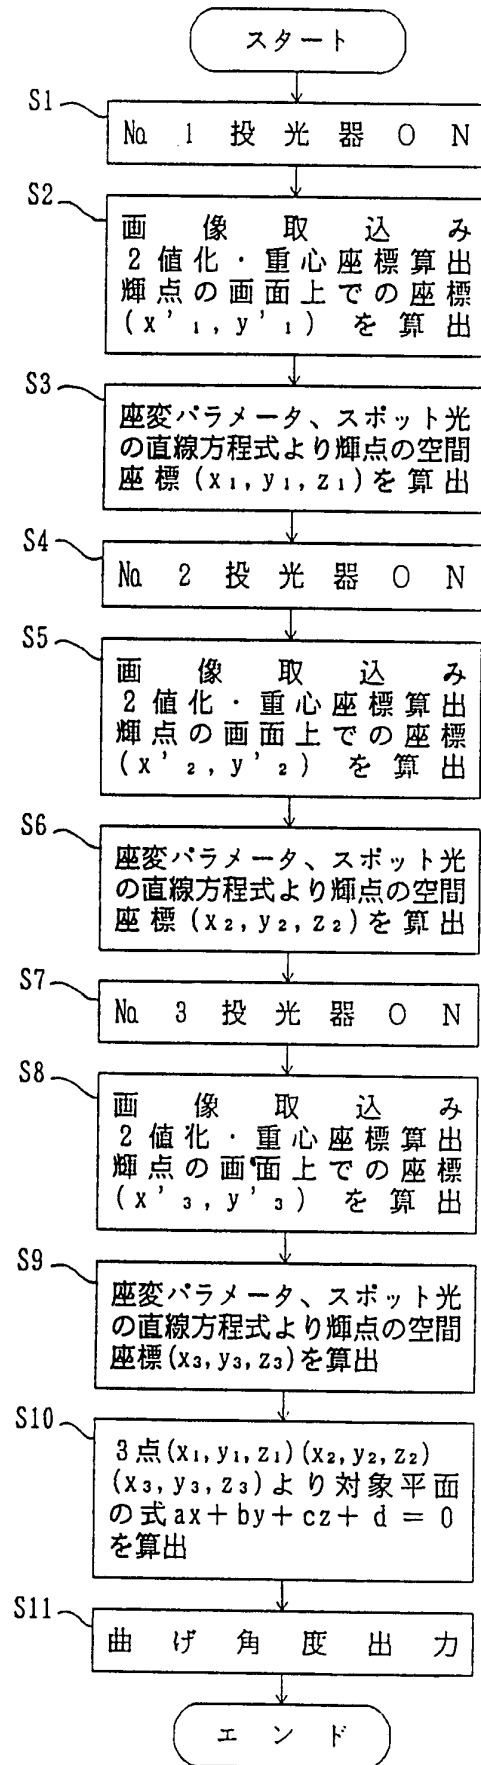 スタート
S1
№1投光器ON
S2
画像取込み
2値化・重心座標算出
輝点の画面上での座標
(x'₁,y'₁)を算出
S3
座変パラメータ、スポット光
の直線方程式より輝点の空間
座標(x₁,y₁,z₁)を算出
S4
№2投光器ON
S5
画像取込み
2値化・重心座標算出
輝点の画面上での座標
(x'₂,y'₂)を算出
S6
座変パラメータ、スポット光
の直線方程式より輝点の空間
座標(x₂,y₂,z₂)を算出
S7
№3投光器ON
S8
画像取込み
2値化・重心座標算出
輝点の画面上での座標
(x'₃,y'₃)を算出
S9
座変パラメータ、スポット光
の直線方程式より輝点の空間
座標(x₃,y₃,z₃)を算出
S10
3点(x₁,y₁,z₁)(x₂,y₂,z₂)
(x₃,y₃,z₃)より対象平面
の式ax+by+cz+d=0
を算出
S11
曲げ角度出力
エンド